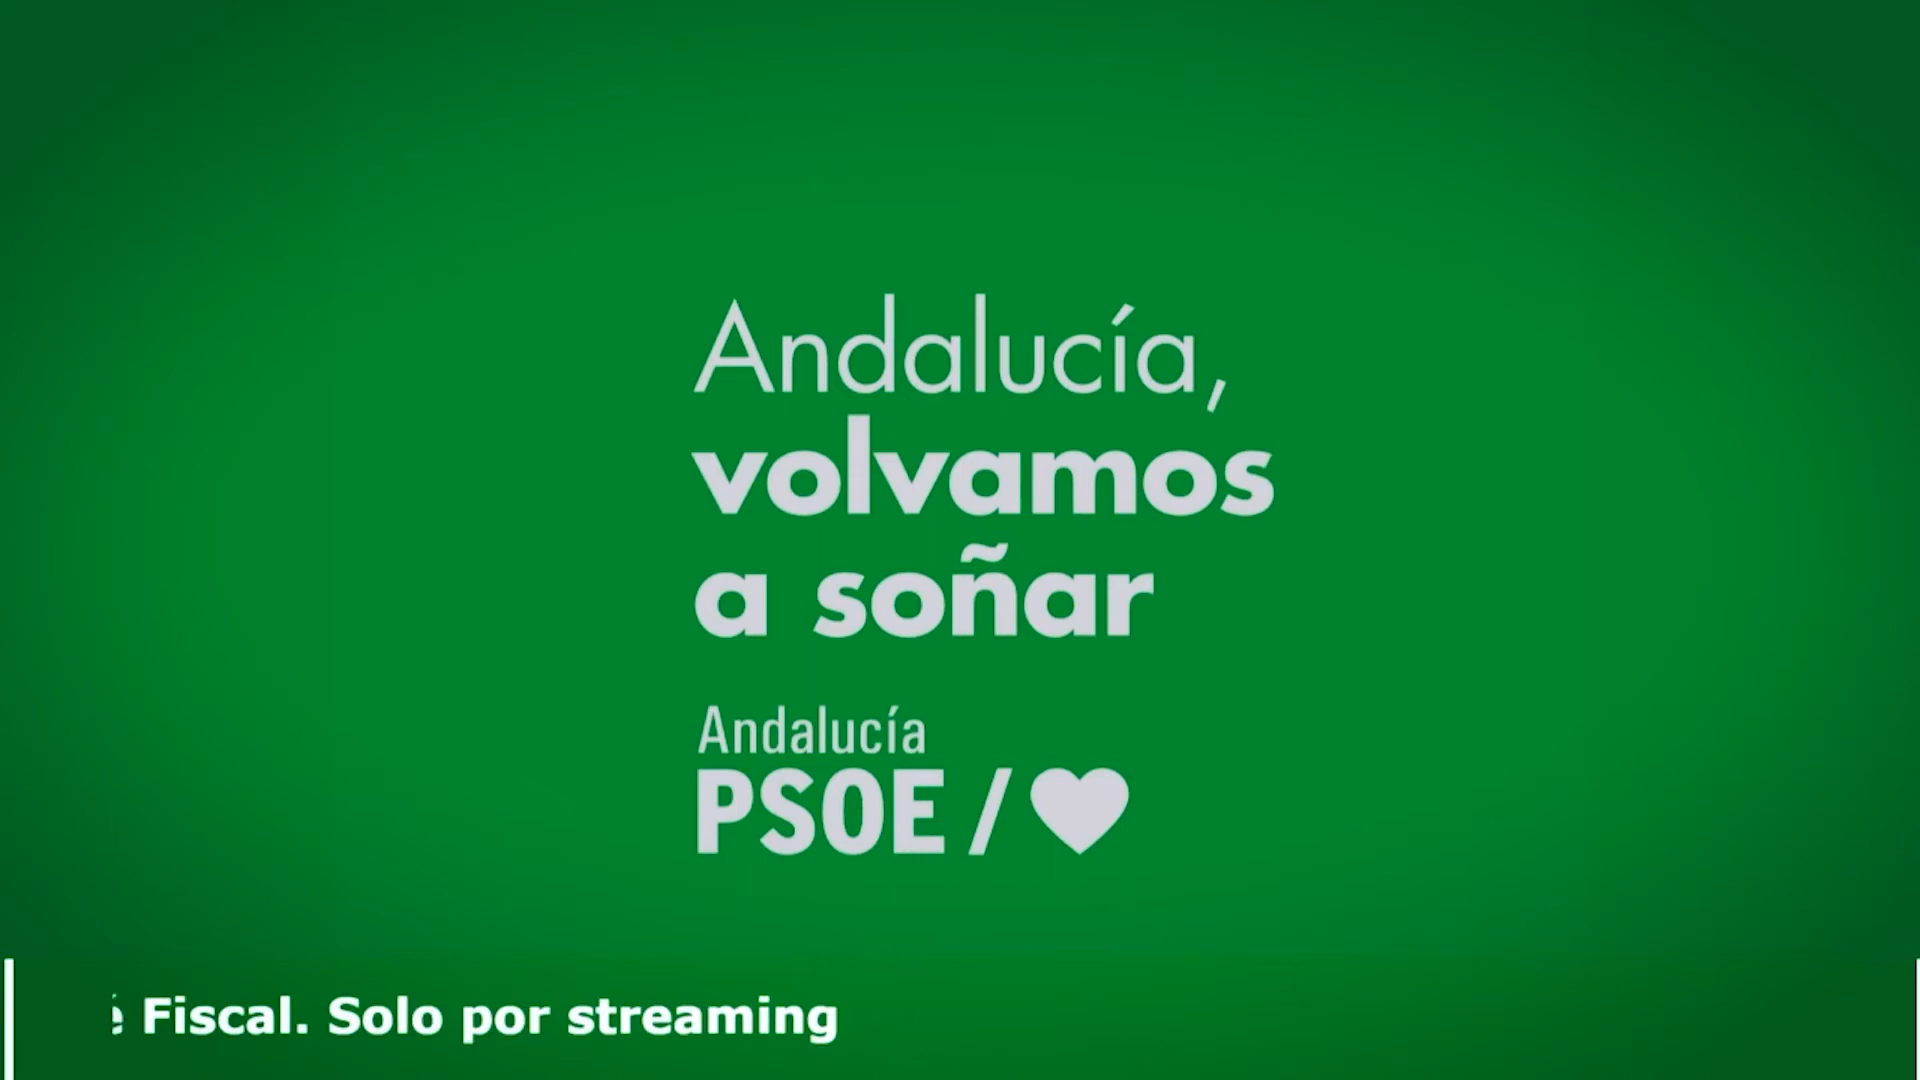 Andalucía,
volvamos
a soñar
Andalucía
PSOE /
Fiscal. Solo por streaming